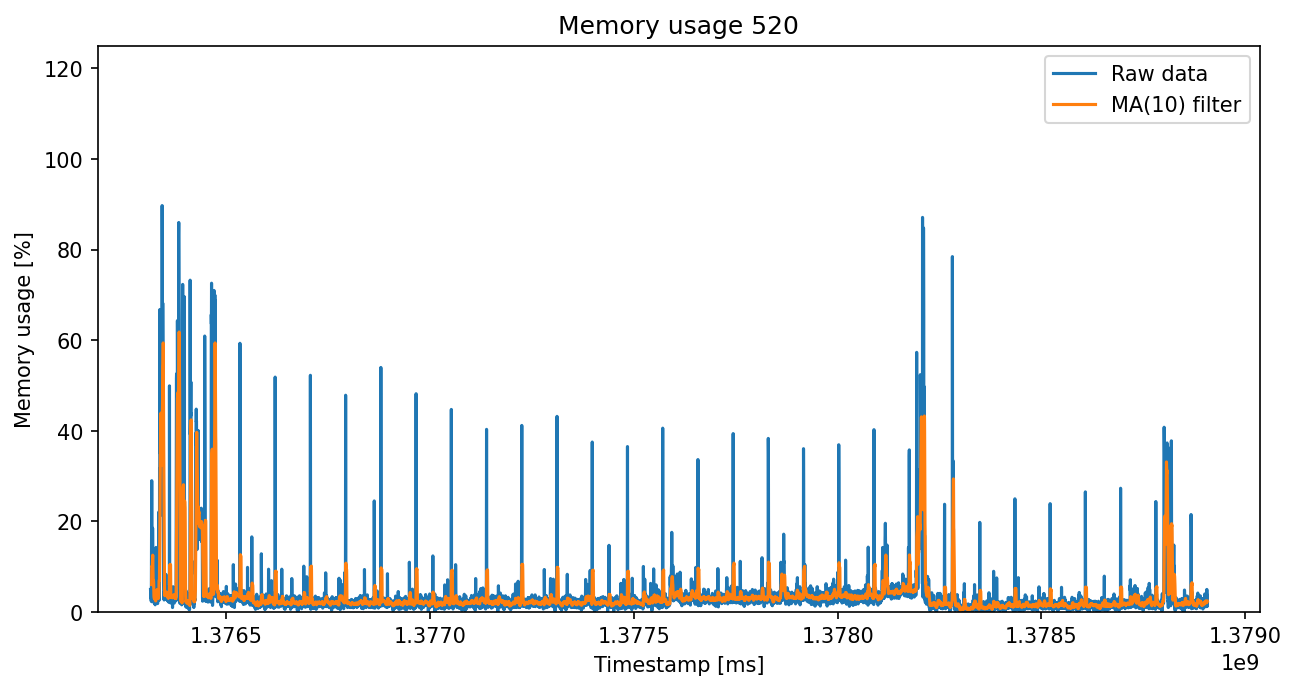 Memory usage 520
Raw data
MA(10) filter
Memory usage [%]
120
100
80
60
40
20
0
1.3765 1.3770 1.3775 1.3780 1.3785 1.3790
1e9
Timestamp [ms]